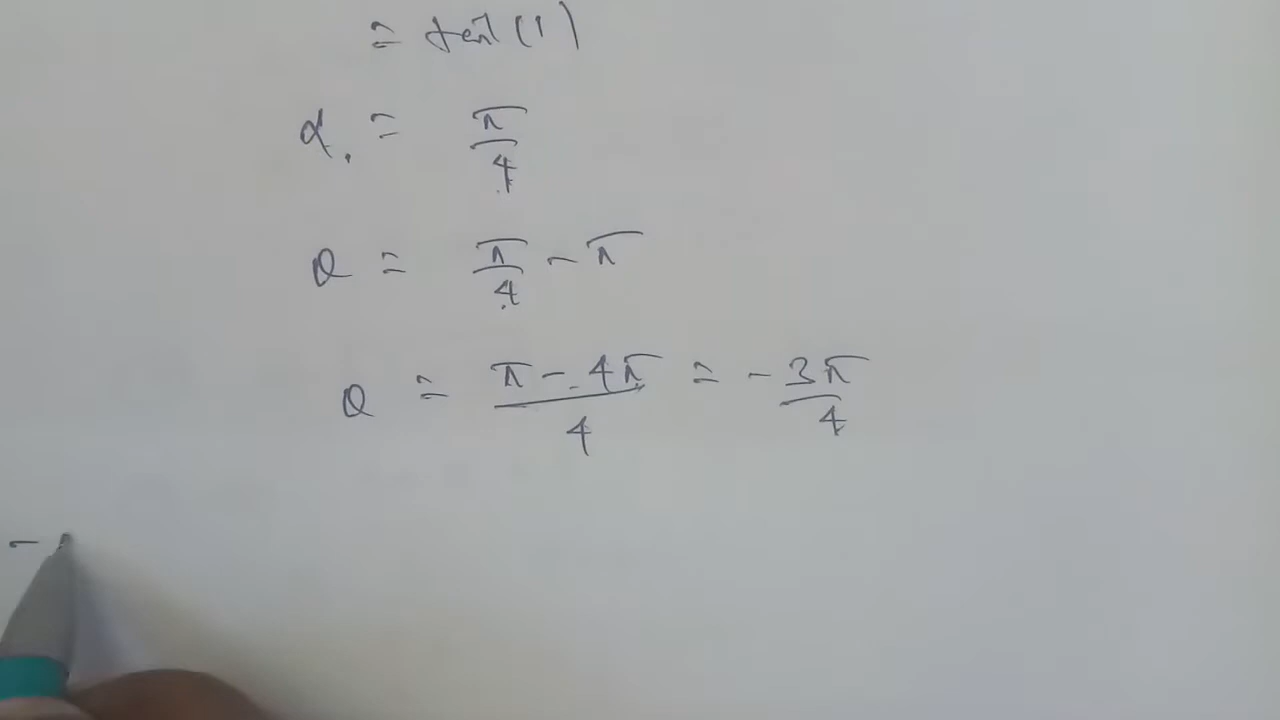 = tan⁻¹(1)
α = π/4
θ = π/4 - π
θ = (π - 4π)/4 = -3π/4
-